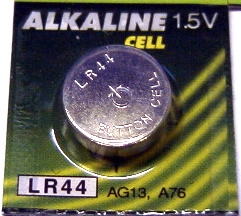 ALKALINE 1.5V
CELL
LR44
BUTTON CELL
LR44 AG13, A76